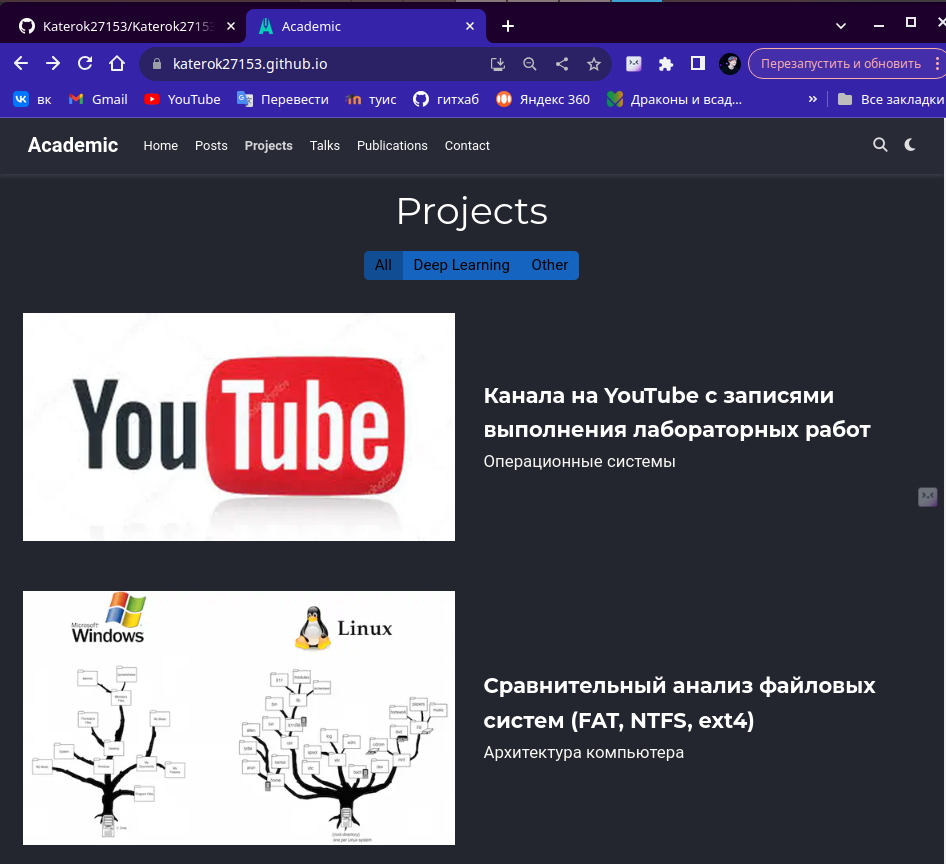 Katerok27153/Katerok2715
Academic
katerok27153.github.io
Перезапустить и обновить
вк
Gmail
YouTube
Перевести
туис
гитхаб
Яндекс 360
Драконы и всад...
»
Все закладки
Academic
Home
Posts
Projects
Talks
Publications
Contact
Projects
All
Deep Learning
Other
YouTube
Канала на YouTube с записями
выполнения лабораторных работ
Операционные системы
Microsoft
Windows
Linux
Сравнительный анализ файловых
систем (FAT, NTFS, ext4)
Архитектура компьютера